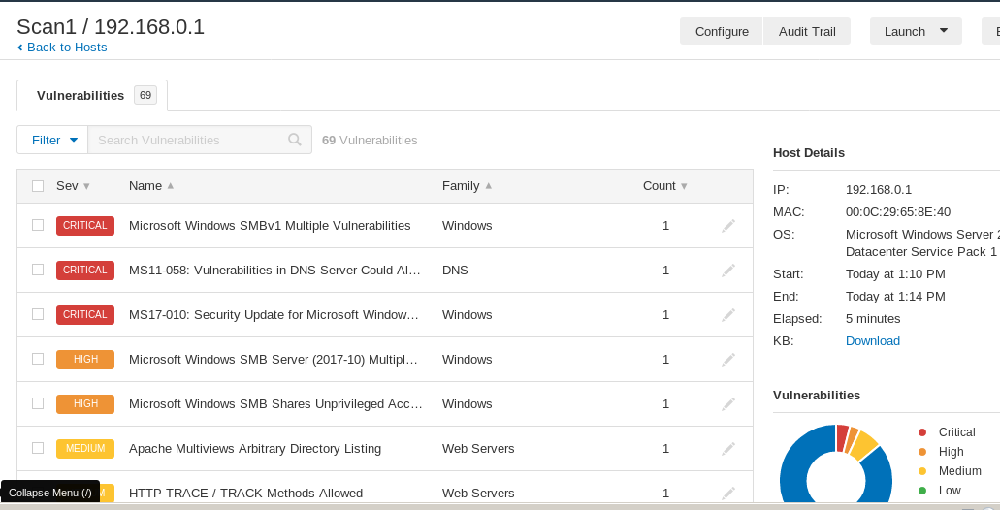 Scan1 / 192.168.0.1
Back to Hosts
Configure
Audit Trail
Launch
Vulnerabilities 69
Filter
Search Vulnerabilities
69 Vulnerabilities
Sev Name Family Count
CRITICAL Microsoft Windows SMBv1 Multiple Vulnerabilities Windows 1
CRITICAL MS11-058: Vulnerabilities in DNS Server Could Al... DNS 1
CRITICAL MS17-010: Security Update for Microsoft Window... Windows 1
HIGH Microsoft Windows SMB Server (2017-10) Multipl... Windows 1
HIGH Microsoft Windows SMB Shares Unprivileged Acc... Windows 1
MEDIUM Apache Multiviews Arbitrary Directory Listing Web Servers 1
HTTP TRACE / TRACK Methods Allowed Web Servers 1
Collapse Menu (/)
Host Details
IP: 192.168.0.1
MAC: 00:0C:29:65:8E:40
OS: Microsoft Windows Server
Datacenter Service Pack 1
Start: Today at 1:10 PM
End: Today at 1:14 PM
Elapsed: 5 minutes
KB: Download
Vulnerabilities
Critical
High
Medium
Low